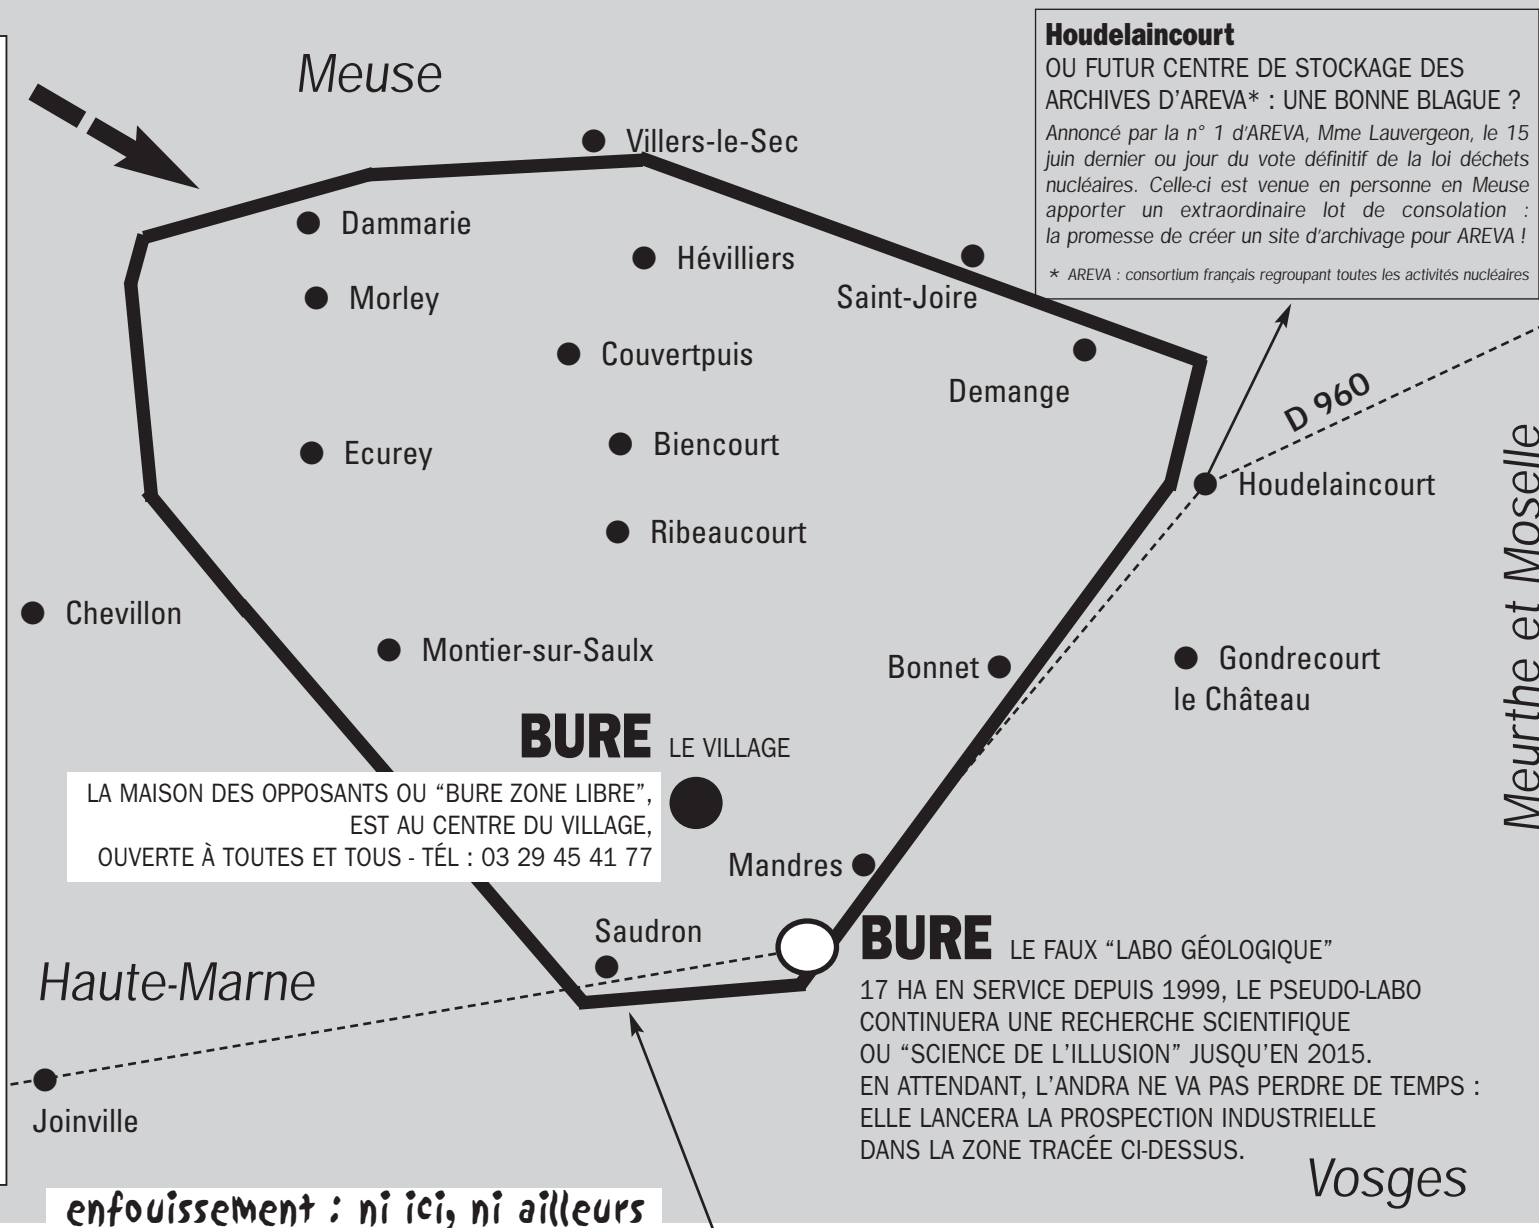 Meuse
Houdelaincourt
OU FUTUR CENTRE DE STOCKAGE DES
ARCHIVES D’AREVA* : UNE BONNE BLAGUE ?
Annoncé par la n° 1 d’AREVA, Mme Lauvergeon, le 15
juin dernier ou jour du vote définitif de la loi déchets
nucléaires. Celle-ci est venue en personne en Meuse
apporter un extraordinaire lot de consolation :
la promesse de créer un site d’archivage pour AREVA !
* AREVA : consortium français regroupant toutes les activités nucléaires
Villers-le-Sec
Dammarie
Hévilliers
Morley
Saint-Joire
Couvertpuis
Demange
D 960
Ecurey
Biencourt
Houdelaincourt
Ribeaucourt
Meurthe et Moselle
Chevillon
Montier-sur-Saulx
Bonnet
Gondrecourt
le Château
BURE LE VILLAGE
LA MAISON DES OPPOSANTS OU “BURE ZONE LIBRE”,
EST AU CENTRE DU VILLAGE,
OUVERTE À TOUTES ET TOUS - TÉL : 03 29 45 41 77
Mandres
Saudron
BURE LE FAUX “LABO GÉOLOGIQUE”
17 HA EN SERVICE DEPUIS 1999, LE PSEUDO-LABO
CONTINUERA UNE RECHERCHE SCIENTIFIQUE
OU “SCIENCE DE L’ILLUSION” JUSQU’EN 2015.
EN ATTENDANT, L’ANDRA NE VA PAS PERDRE DE TEMPS :
ELLE LANCERA LA PROSPECTION INDUSTRIELLE
DANS LA ZONE TRACÉE CI-DESSUS.
Haute-Marne
Joinville
Vosges
enfouissement : ni ici, ni ailleurs